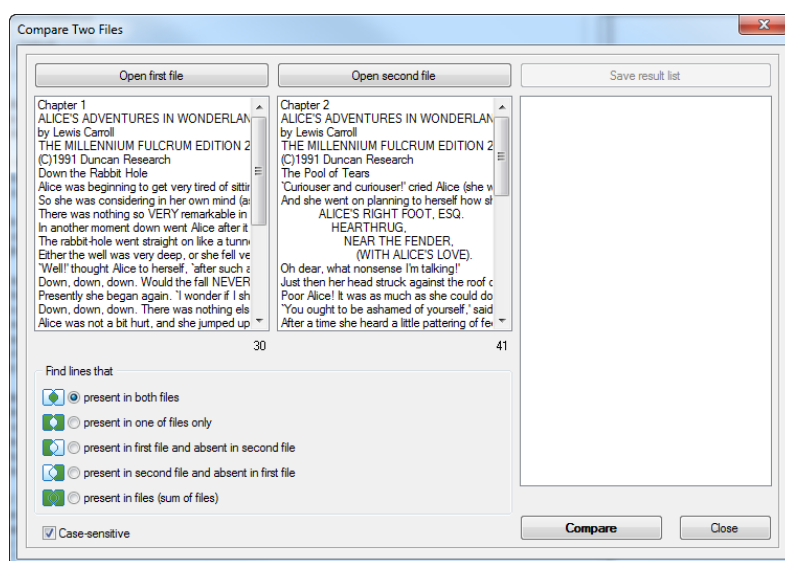 Compare Two Files
Open first file
Open second file
Save result list
Chapter 1
ALICE'S ADVENTURES IN WONDERLAN
by Lewis Carroll
THE MILLENNIUM FULCRUM EDITION 2
(C)1991 Duncan Research
Down the Rabbit Hole
Alice was beginning to get very tired of sittin
So she was considering in her own mind (as
There was nothing so VERY remarkable in
In another moment down went Alice after it
The rabbit-hole went straight on like a tunne
Either the well was very deep, or she fell ve
`Well!' thought Alice to herself, `after such a
Down, down, down. Would the fall NEVER
Presently she began again. `I wonder if I sh
Down, down, down. There was nothing els
Alice was not a bit hurt, and she jumped up
30
Chapter 2
ALICE'S ADVENTURES IN WONDERLAN
by Lewis Carroll
THE MILLENNIUM FULCRUM EDITION 2
(C)1991 Duncan Research
The Pool of Tears
`Curiouser and curiouser!' cried Alice (she w
And she went on planning to herself how sh
ALICE'S RIGHT FOOT, ESQ.
HEARTHRUG,
NEAR THE FENDER,
(WITH ALICE'S LOVE).
Oh dear, what nonsense I'm talking!'
Just then her head struck against the roof o
Poor Alice! It was as much as she could do
`You ought to be ashamed of yourself,' said
After a time she heard a little pattering of fee
41
Find lines that
present in both files
present in one of files only
present in first file and absent in second file
present in second file and absent in first file
present in files (sum of files)
Case-sensitive
Compare
Close